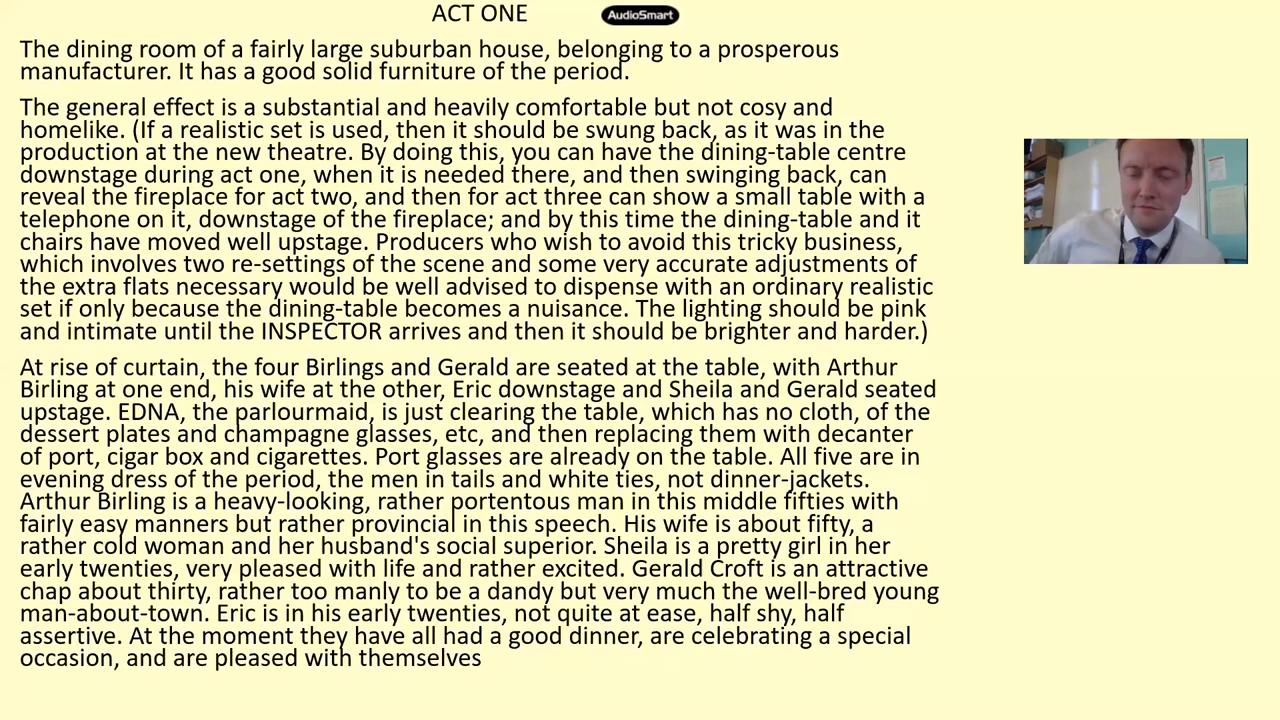 ACT ONE
AudioSmart
The dining room of a fairly large suburban house, belonging to a prosperous
manufacturer. It has a good solid furniture of the period.
The general effect is a substantial and heavily comfortable but not cosy and
homelike. (If a realistic set is used, then it should be swung back, as it was in the
production at the new theatre. By doing this, you can have the dining-table centre
downstage during act one, when it is needed there, and then swinging back, can
reveal the fireplace for act two, and then for act three can show a small table with a
telephone on it, downstage of the fireplace; and by this time the dining-table and it
chairs have moved well upstage. Producers who wish to avoid this tricky business,
which involves two re-settings of the scene and some very accurate adjustments of
the extra flats necessary would be well advised to dispense with an ordinary realistic
set if only because the dining-table becomes a nuisance. The lighting should be pink
and intimate until the INSPECTOR arrives and then it should be brighter and harder.)
At rise of curtain, the four Birlings and Gerald are seated at the table, with Arthur
Birling at one end, his wife at the other, Eric downstage and Sheila and Gerald seated
upstage. EDNA, the parlourmaid, is just clearing the table, which has no cloth, of the
dessert plates and champagne glasses, etc, and then replacing them with decanter
of port, cigar box and cigarettes. Port glasses are already on the table. All five are in
evening dress of the period, the men in tails and white ties, not dinner-jackets.
Arthur Birling is a heavy-looking, rather portentous man in this middle fifties with
fairly easy manners but rather provincial in this speech. His wife is about fifty, a
rather cold woman and her husband's social superior. Sheila is a pretty girl in her
early twenties, very pleased with life and rather excited. Gerald Croft is an attractive
chap about thirty, rather too manly to be a dandy but very much the well-bred young
man-about-town. Eric is in his early twenties, not quite at ease, half shy, half
assertive. At the moment they have all had a good dinner, are celebrating a special
occasion, and are pleased with themselves